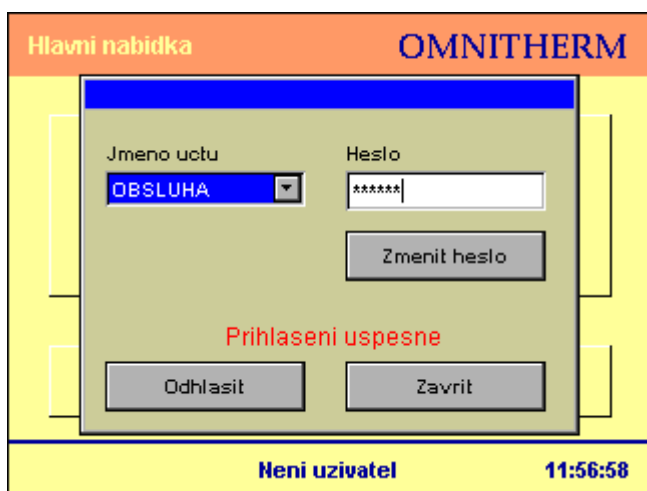 Hlavni nabidka OMNITHERM
Jmeno uctu Heslo
OBSLUHA ******
Zmenit heslo
Prihlaseni uspesne
Odhlasit Zavrit
Neni uzivatel 11:56:58